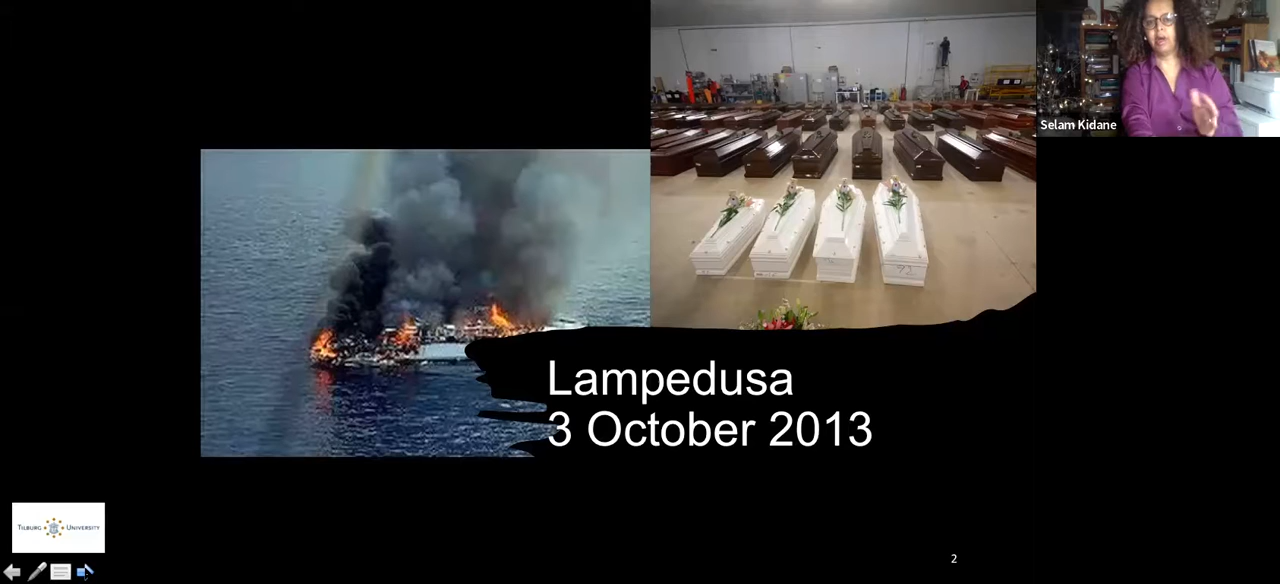 Selam Kidane
Lampedusa
3 October 2013
TILBURG UNIVERSITY
2